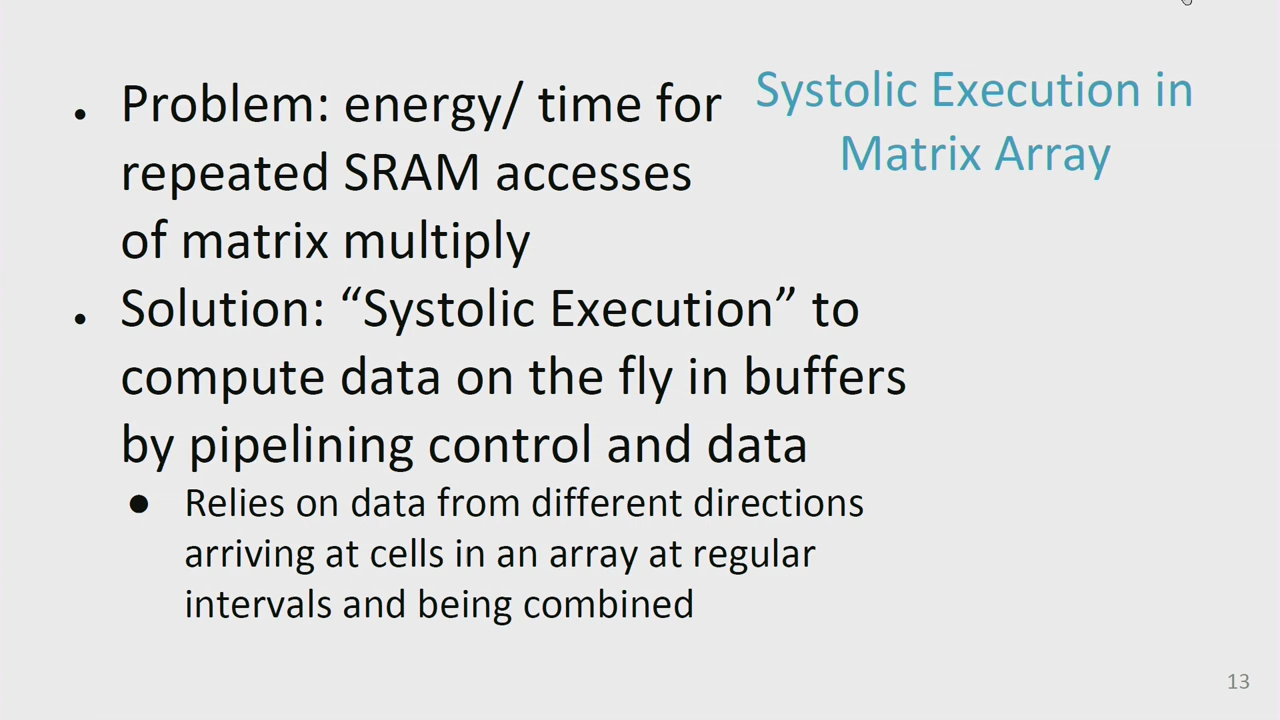 Systolic Execution in
Matrix Array
• Problem: energy/ time for
repeated SRAM accesses
of matrix multiply
• Solution: “Systolic Execution” to
compute data on the fly in buffers
by pipelining control and data
● Relies on data from different directions
arriving at cells in an array at regular
intervals and being combined
13